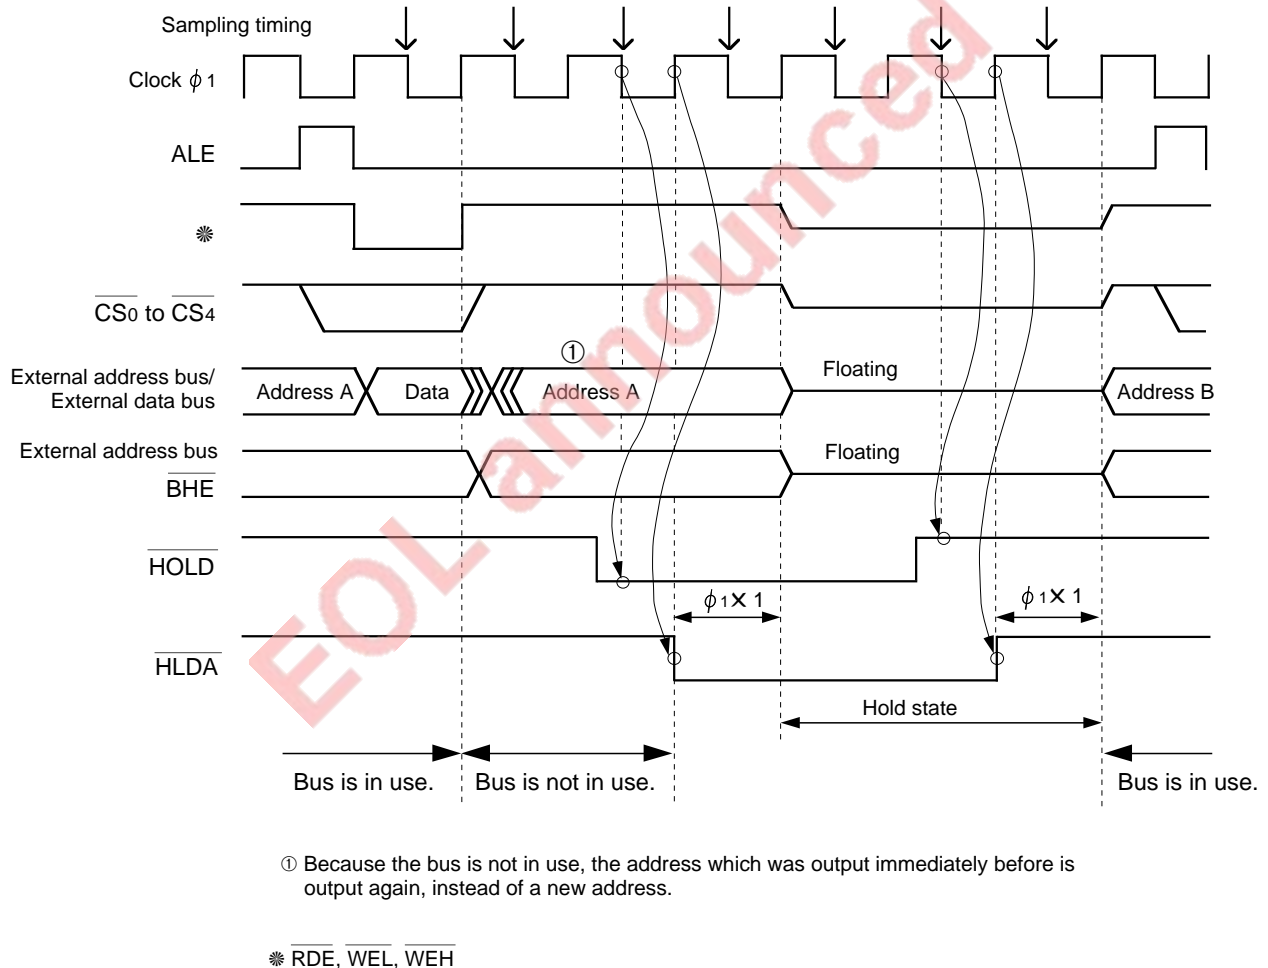 Sampling timing
Clock ϕ 1
ALE
❋
CS0 to CS4
External address bus/
External data bus
Address A
Data
①
Address A
Floating
Address B
External address bus
BHE
Floating
HOLD
ϕ 1 X 1
ϕ 1 X 1
HLDA
Hold state
Bus is in use.
Bus is not in use.
Bus is in use.
① Because the bus is not in use, the address which was output immediately before is
output again, instead of a new address.
❋ RDE, WEL, WEH
EOL announced